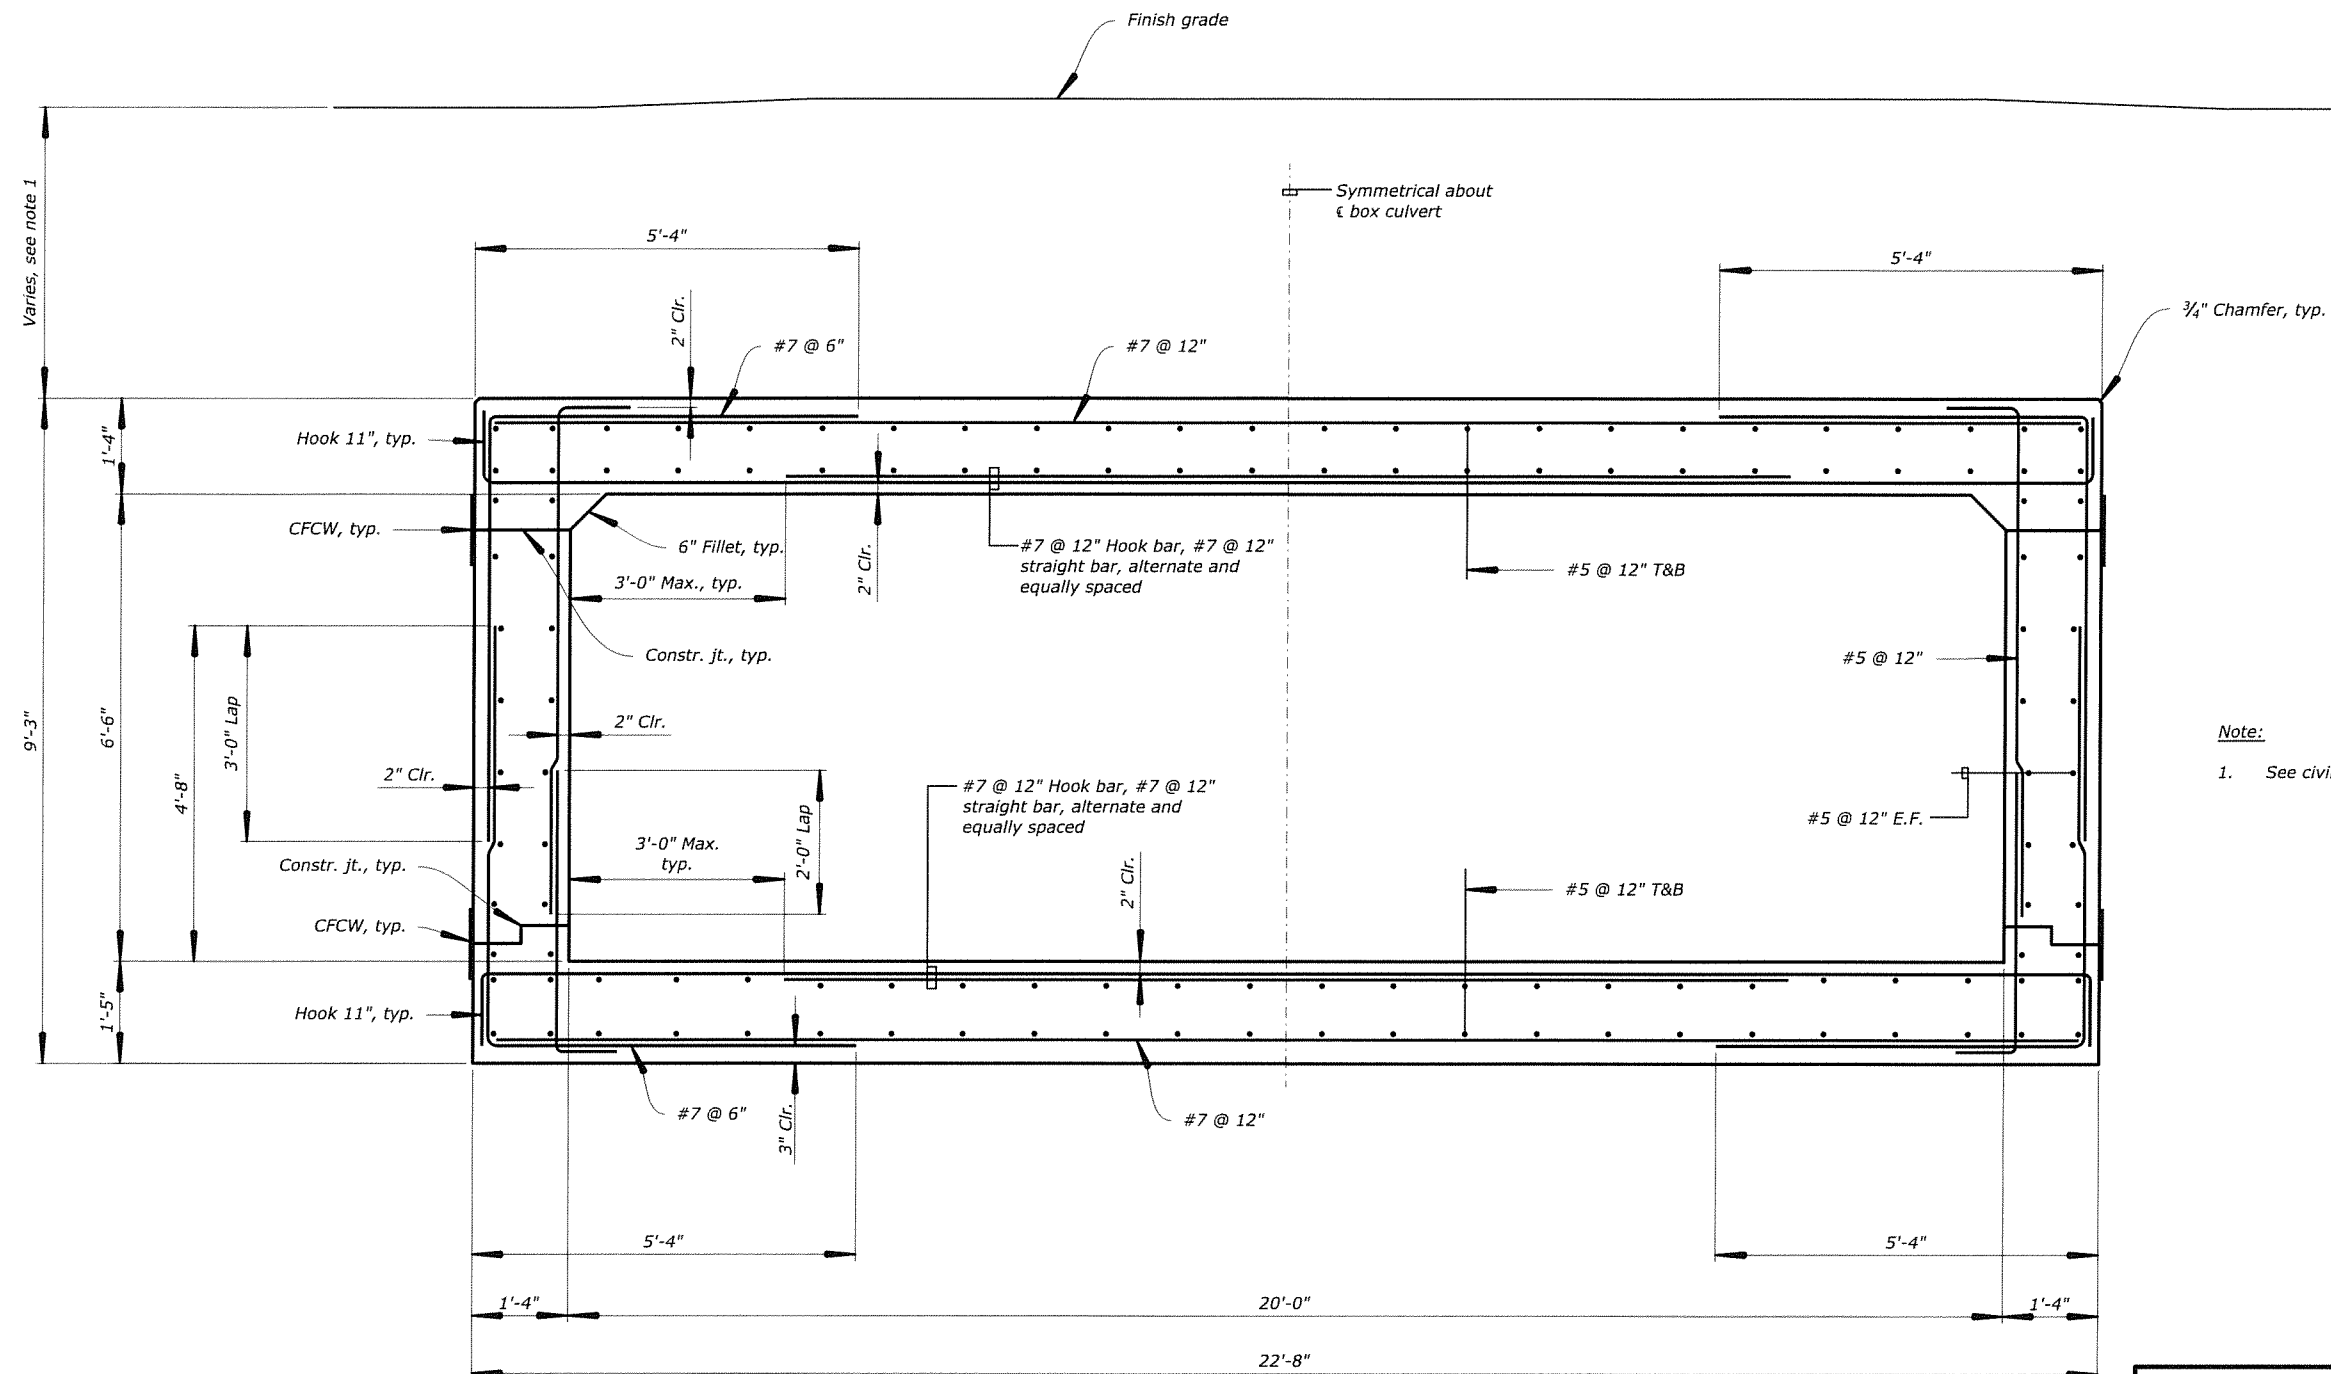 Finish grade
Varies, see note 1
Symmetrical about
℄ box culvert
5'-4"
5'-4"
2" Clr.
¾" Chamfer, typ.
#7 @ 6"
#7 @ 12"
1'-4"
Hook 11", typ.
CFCW, typ.
6" Fillet, typ.
2" Clr.
#7 @ 12" Hook bar, #7 @ 12"
straight bar, alternate and
equally spaced
#5 @ 12" T&B
3'-0" Max., typ.
Constr. jt., typ.
#5 @ 12"
9'-3"
6'-6"
4'-8"
3'-0" Lap
2" Clr.
2" Clr.
Note:
1. See civi
#7 @ 12" Hook bar, #7 @ 12"
straight bar, alternate and
equally spaced
#5 @ 12" E.F.
3'-0" Max.
typ.
2'-0" Lap
2" Clr.
Constr. jt., typ.
#5 @ 12" T&B
CFCW, typ.
1'-5"
Hook 11", typ.
#7 @ 6"
3" Clr.
#7 @ 12"
5'-4"
5'-4"
1'-4"
20'-0"
1'-4"
22'-8"